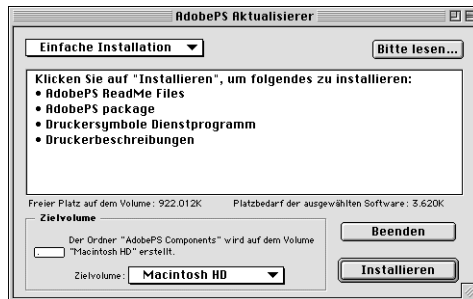 AdobePS Aktualisierer
Einfache Installation
Bitte lesen...
Klicken Sie auf "Installieren", um folgendes zu installieren:
• AdobePS ReadMe Files
• AdobePS package
• Druckersymbole Dienstprogramm
• Druckerbeschreibungen
Freier Platz auf dem Volume: 922.012K Platzbedarf der ausgewählten Software: 3.620K
Zielvolume
Der Ordner "AdobePS Components" wird auf dem Volume
"Macintosh HD" erstellt.
Zielvolume: Macintosh HD
Beenden
Installieren